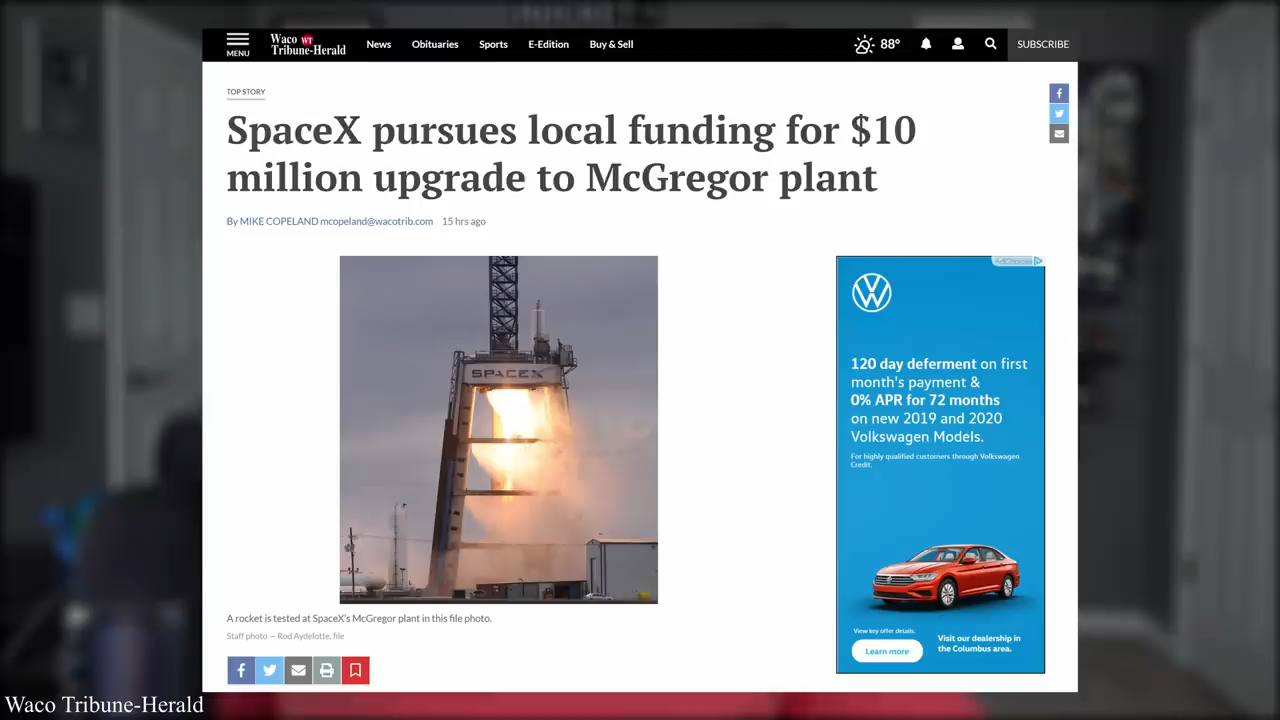 MENU
Waco WT
Tribune-Herald
News
Obituaries
Sports
E-Edition
Buy & Sell
88°
SUBSCRIBE
TOP STORY
SpaceX pursues local funding for $10
million upgrade to McGregor plant
By MIKE COPELAND mcopeland@wacotrib.com 15 hrs ago
SPACEX
A rocket is tested at SpaceX's McGregor plant in this file photo.
Staff photo — Rod Aydelotte, file
AdChoices
120 day deferment on first
month's payment &
0% APR for 72 months
on new 2019 and 2020
Volkswagen Models.
For highly qualified customers through Volkswagen
Credit.
View key offer details.
Learn more
Visit our dealership in
the Columbus area.
Waco Tribune-Herald